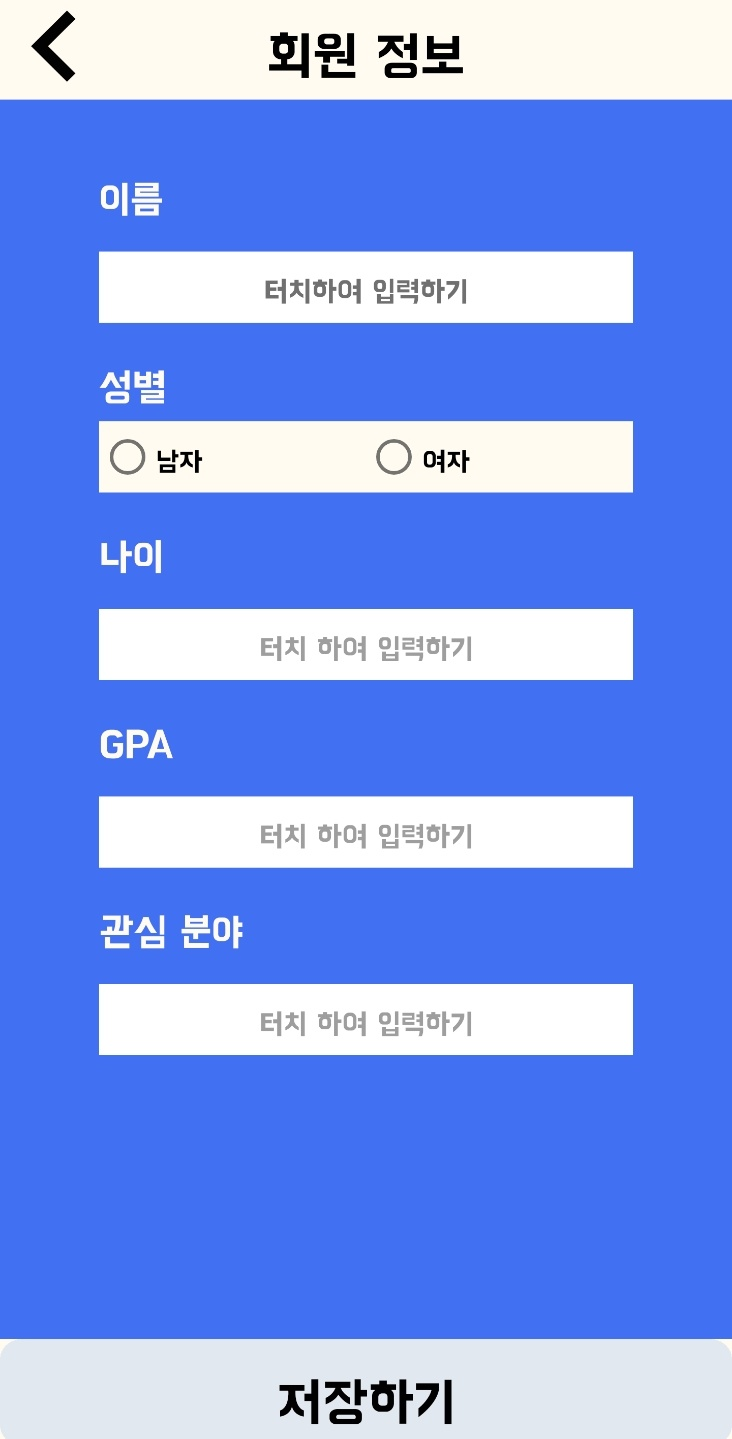 회원 정보
이름
터치하여 입력하기
성별
남자 여자
나이
터치 하여 입력하기
GPA
터치 하여 입력하기
관심 분야
터치 하여 입력하기
저장하기